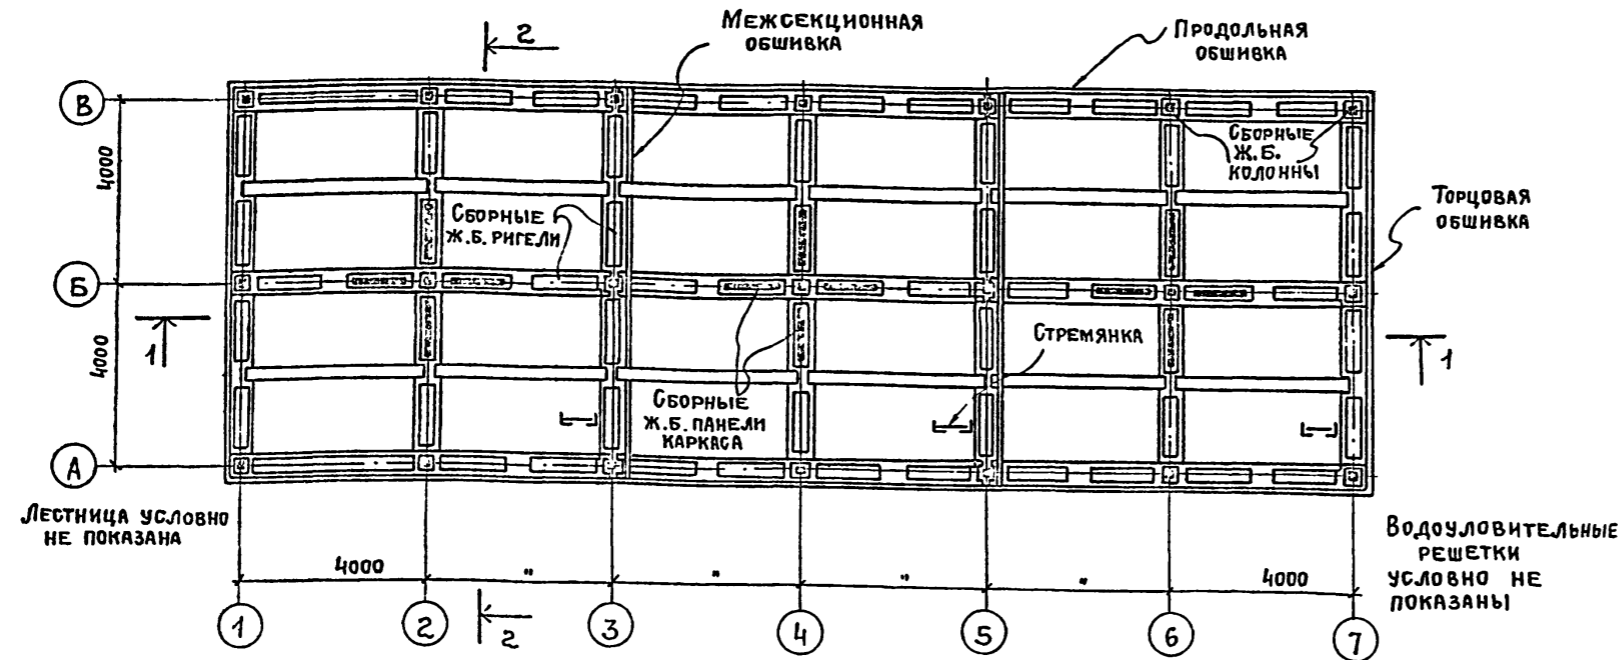 2
МЕЖСЕКЦИОННАЯ
ОБШИВКА
ПРОДОЛЬНАЯ
ОБШИВКА
В
4000
СБОРНЫЕ
Ж.Б.
КОЛОННЫ
СБОРНЫЕ
Ж.Б. РИГЕЛИ
ТОРЦОВАЯ
ОБШИВКА
Б
1
4000
СТРЕМЯНКА
1
СБОРНЫЕ
Ж.Б. ПАНЕЛИ
КАРКАСА
А
ЛЕСТНИЦА УСЛОВНО
НЕ ПОКАЗАНА
ВОДОУЛОВИТЕЛЬНЫЕ
РЕШЕТКИ
УСЛОВНО НЕ
ПОКАЗАНЫ
4000 " " " " 4000
1 2 2 3 4 5 6 7